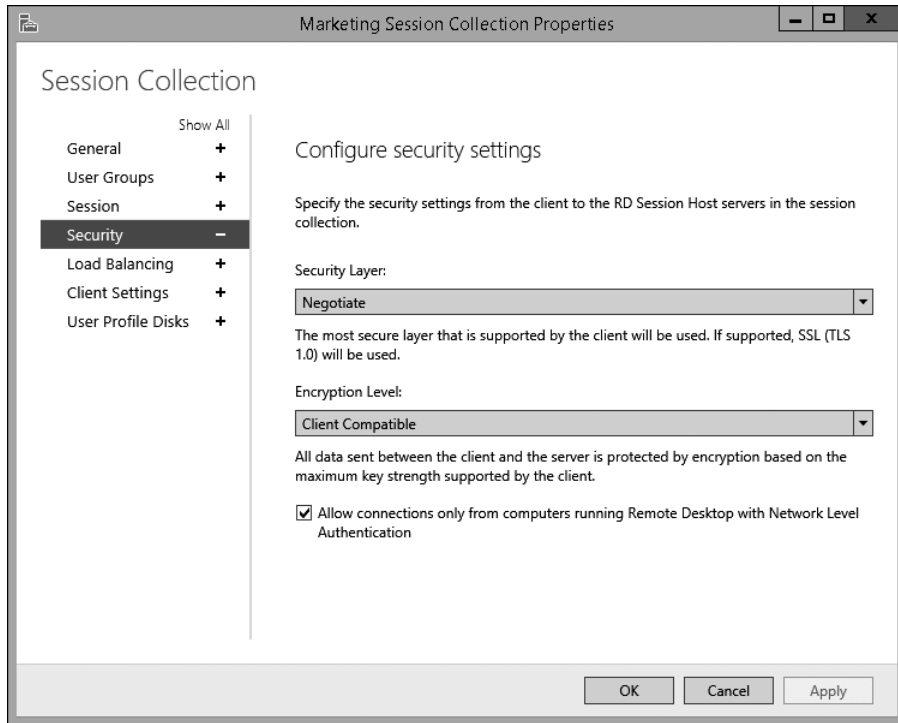 Marketing Session Collection Properties
Session Collection
Show All
General +
User Groups +
Session +
Security –
Load Balancing +
Client Settings +
User Profile Disks +
Configure security settings
Specify the security settings from the client to the RD Session Host servers in the session
collection.
Security Layer:
Negotiate
The most secure layer that is supported by the client will be used. If supported, SSL (TLS
1.0) will be used.
Encryption Level:
Client Compatible
All data sent between the client and the server is protected by encryption based on the
maximum key strength supported by the client.
Allow connections only from computers running Remote Desktop with Network Level
Authentication
OK
Cancel
Apply